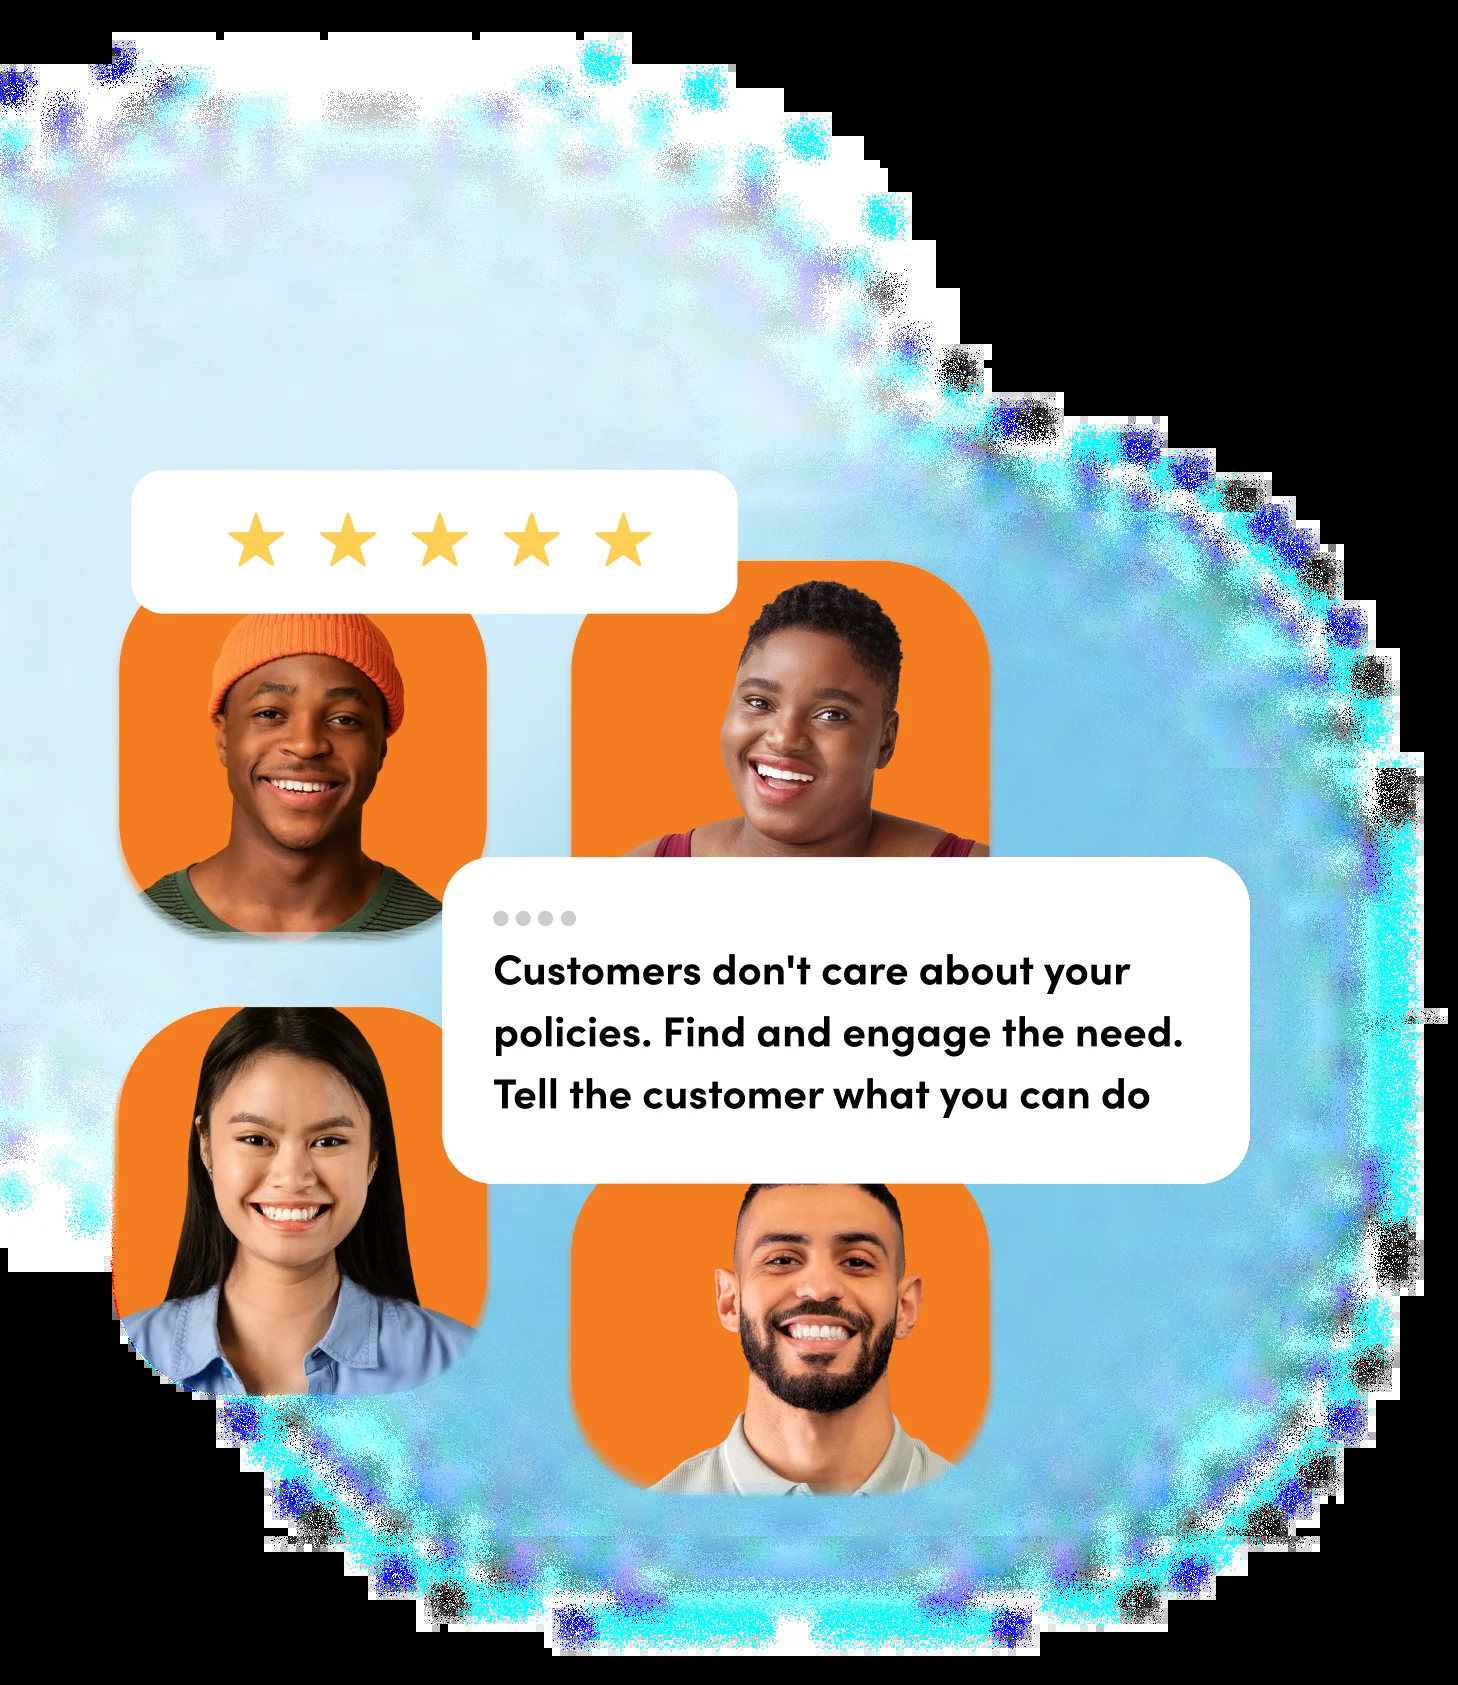 Customers don't care about your
policies. Find and engage the need.
Tell the customer what you can do